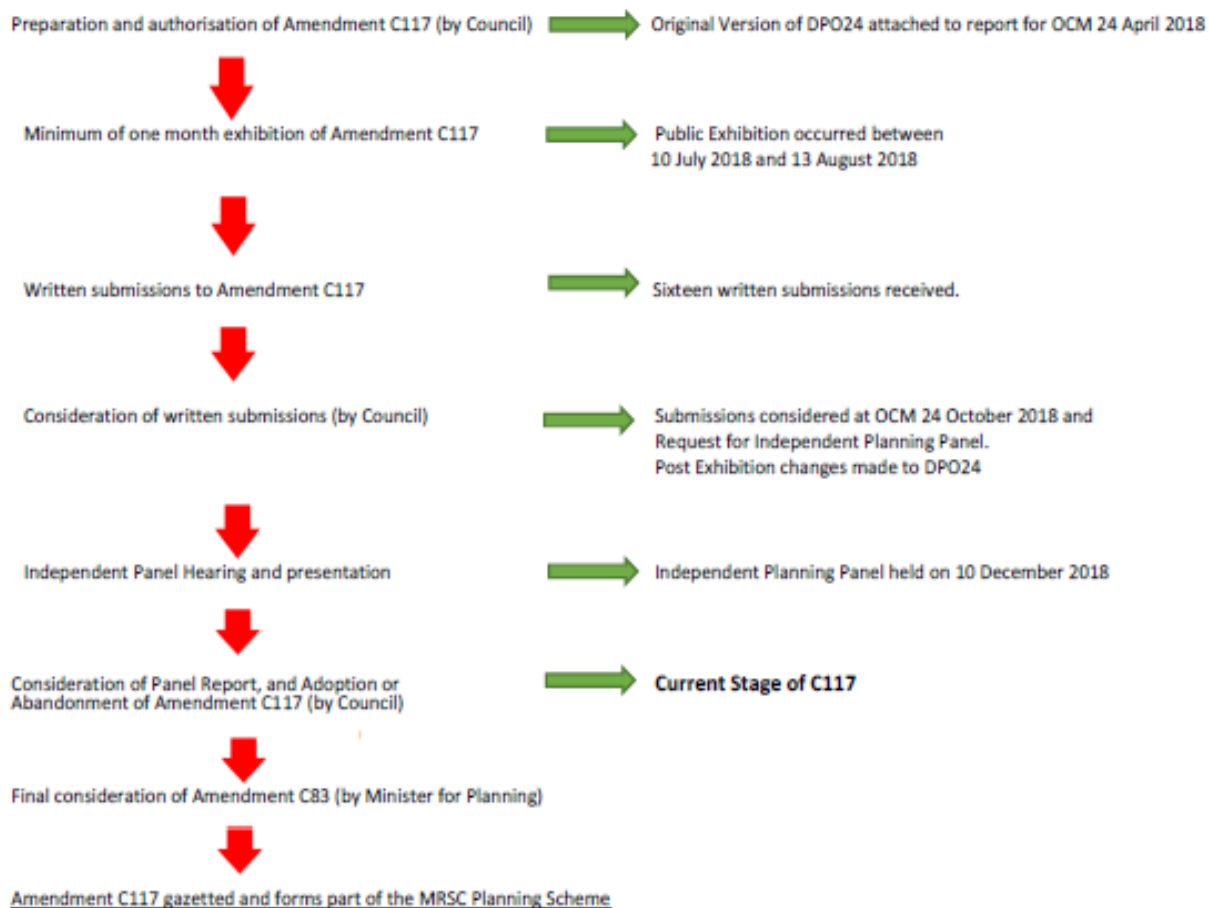 Preparation and authorisation of Amendment C117 (by Council)
Original Version of DPO24 attached to report for OCM 24 April 2018
Minimum of one month exhibition of Amendment C117
Public Exhibition occurred between
10 July 2018 and 13 August 2018
Written submissions to Amendment C117
Sixteen written submissions received.
Consideration of written submissions (by Council)
Submissions considered at OCM 24 October 2018 and
Request for Independent Planning Panel.
Post Exhibition changes made to DPO24
Independent Panel Hearing and presentation
Independent Planning Panel held on 10 December 2018
Consideration of Panel Report, and Adoption or
Abandonment of Amendment C117 (by Council)
Current Stage of C117
Final consideration of Amendment C83 (by Minister for Planning)
Amendment C117 gazetted and forms part of the MRSC Planning Scheme